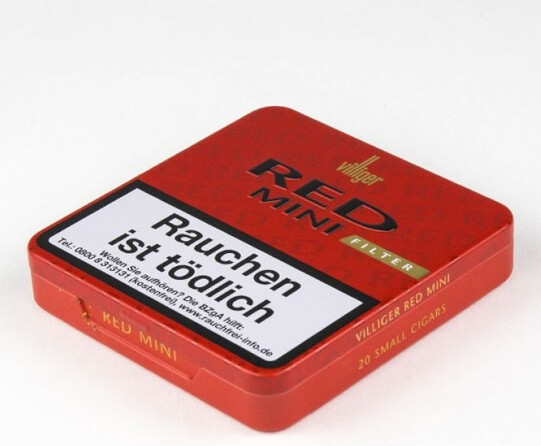 villiger
RED
MINI
FILTER
Rauchen
ist tödlich
Wollen Sie aufhören? Die BZgA hilft:
Tel.: 0800 8 313131 (kostenfrei), www.rauchfrei-info.de
RED MINI
VILLIGER RED MINI
20 SMALL CIGARS